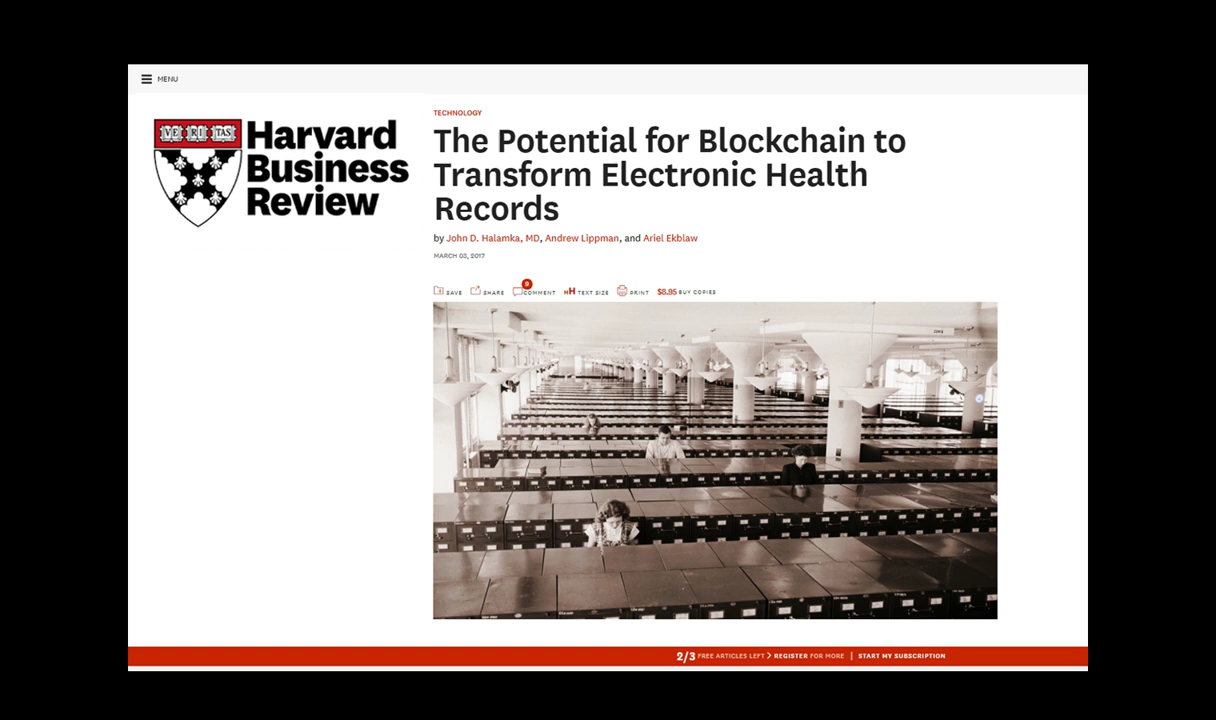 MENU
VE RI TAS
Harvard
Business
Review
TECHNOLOGY
The Potential for Blockchain to
Transform Electronic Health
Records
by John D. Halamka, MD, Andrew Lippman, and Ariel Ekblaw
MARCH 03, 2017
SAVE SHARE 9 COMMENT HH TEXT SIZE PRINT $8.95 BUY COPIES
2/3 FREE ARTICLES LEFT > REGISTER FOR MORE | START MY SUBSCRIPTION